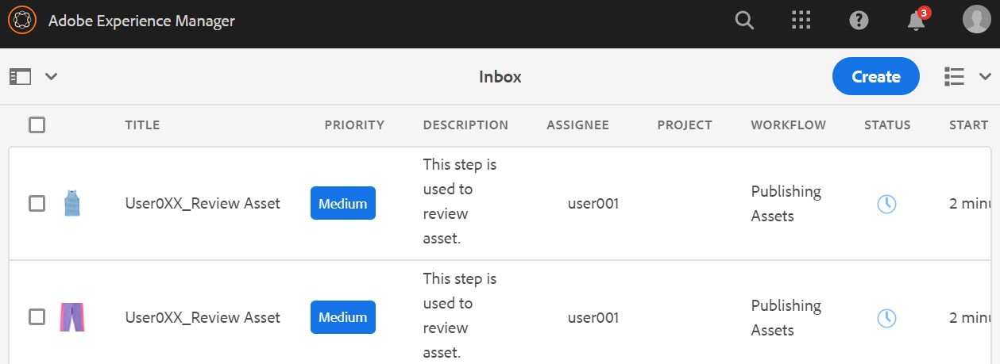 Adobe Experience Manager
3
Inbox
Create
TITLE PRIORITY DESCRIPTION ASSIGNEE PROJECT WORKFLOW STATUS START
This step is
used to
review
asset.
User0XX_Review Asset
Medium
user001
Publishing
Assets
2 minu
This step is
used to
review
asset.
User0XX_Review Asset
Medium
user001
Publishing
Assets
2 minu